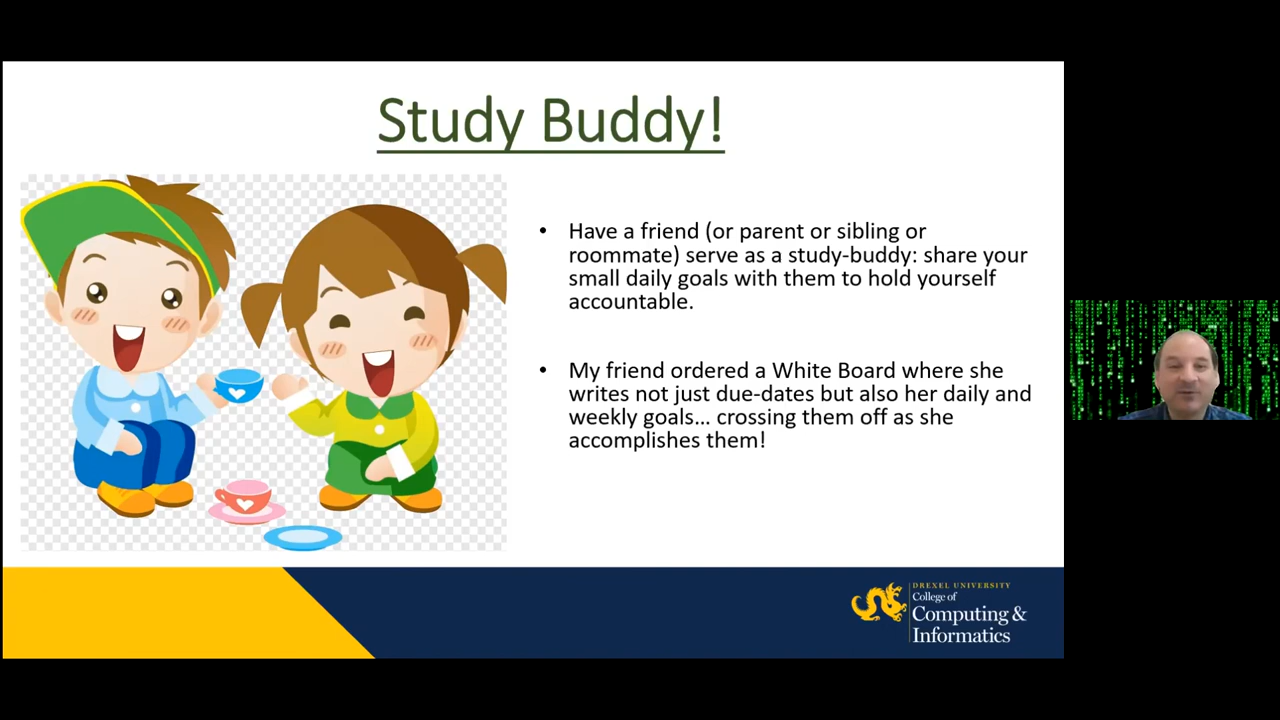 Study Buddy!
• Have a friend (or parent or sibling or
roommate) serve as a study-buddy: share your
small daily goals with them to hold yourself
accountable.
• My friend ordered a White Board where she
writes not just due-dates but also her daily and
weekly goals... crossing them off as she
accomplishes them!
DREXEL UNIVERSITY
College of
Computing &
Informatics